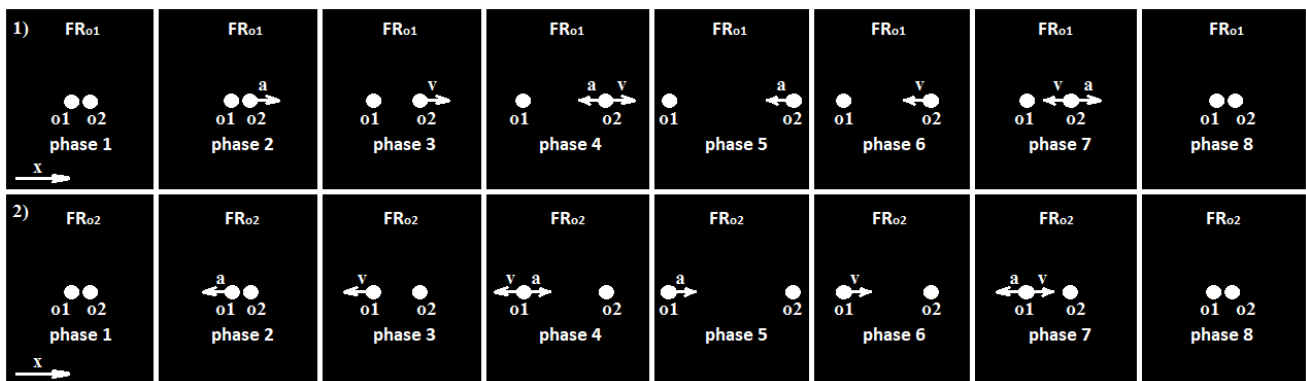 1) FRo1 FRo1 FRo1 FRo1 FRo1 FRo1 FRo1 FRo1
a v a v a v v a
o1 o2 o1 o2 o1 o2 o1 o2 o1 o2 o1 o2 o1 o2 o1 o2
phase 1 phase 2 phase 3 phase 4 phase 5 phase 6 phase 7 phase 8
x
2) FRo2 FRo2 FRo2 FRo2 FRo2 FRo2 FRo2 FRo2
a v v a a v a v
o1 o2 o1 o2 o1 o2 o1 o2 o1 o2 o1 o2 o1 o2 o1 o2
phase 1 phase 2 phase 3 phase 4 phase 5 phase 6 phase 7 phase 8
x